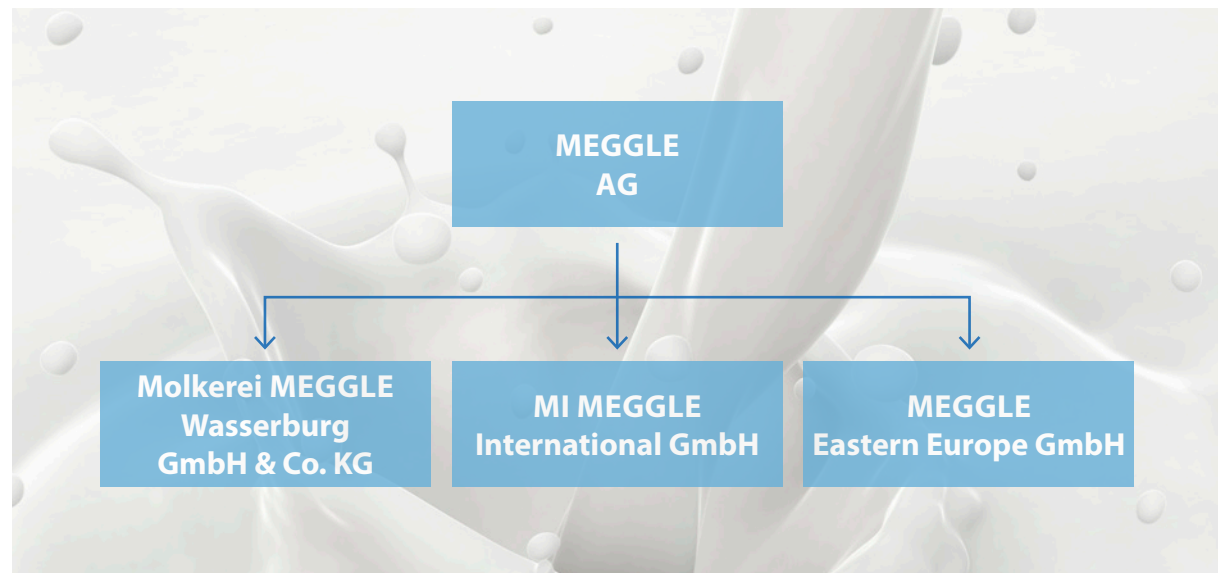 MEGGLE
AG
Molkerei MEGGLE
Wasserburg
GmbH & Co. KG
MI MEGGLE
International GmbH
MEGGLE
Eastern Europe GmbH